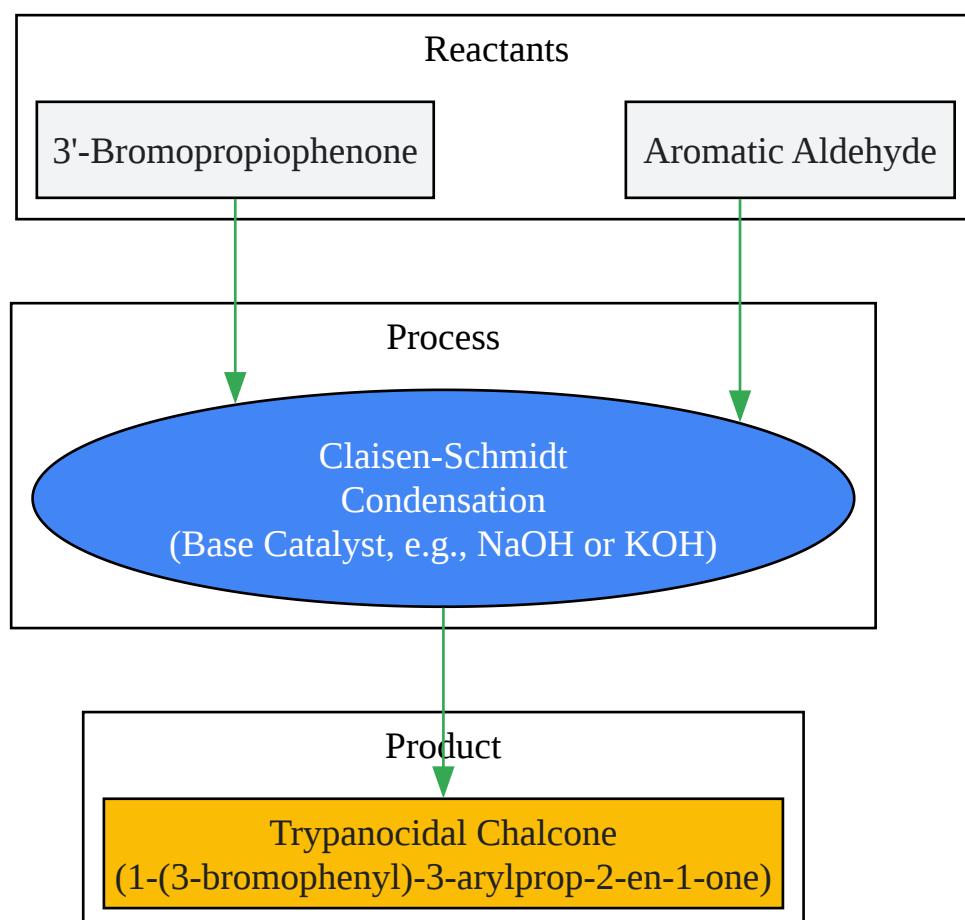 Reactants
3'-Bromopropiophenone
Aromatic Aldehyde
Process
Claisen-Schmidt
Condensation
(Base Catalyst, e.g., NaOH or KOH)
Product
Trypanocidal Chalcone
(1-(3-bromophenyl)-3-arylprop-2-en-1-one)